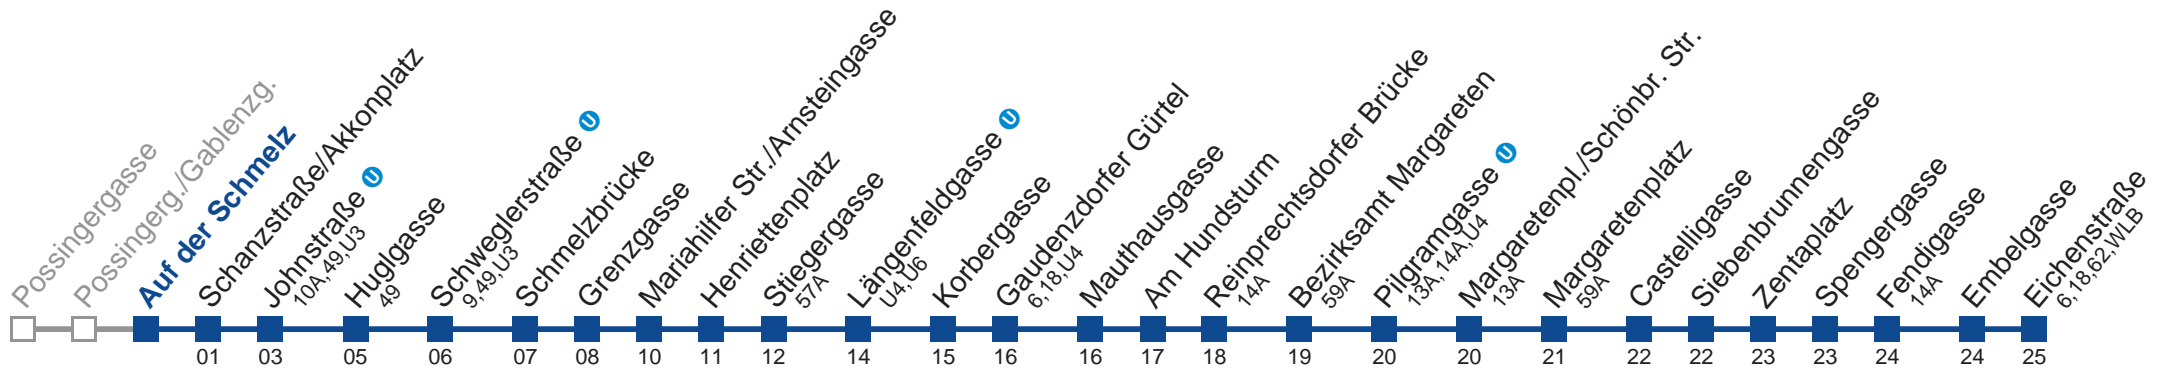 Possingergasse
Possingerg./Gablenzg.
Auf der Schmelz
Schanzstraße/Akkonplatz
01
Johnstraße U
10A, 49, U3
03
Huglgasse
49
05
Schweglerstraße U
9, 49, U3
06
Schmelzbrücke
07
Grenzgasse
08
Mariahilfer Str./Arnsteingasse
10
Henriettenplatz
11
Stiegergasse
57A
12
Längenfeldgasse U
U4, U6
14
Korbergasse
15
Gaudenzdorfer Gürtel
6, 18, U4
16
Mauthausgasse
16
Am Hundsturm
17
Reinprechtsdorfer Brücke
14A
18
Bezirksamt Margareten
59A
19
Pilgramgasse U
13A, 14A, U4
20
Margaretenpl./Schönbr. Str.
13A
20
Margaretenplatz
59A
21
Castelligasse
22
Siebenbrunnengasse
22
Zentaplatz
23
Spengergasse
23
Fendigasse
14A
24
Embelgasse
24
Eichenstraße
6, 18, 62, WLB
25